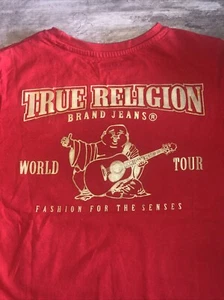 TRUE RELIGION
BRAND JEANS®
WORLD TOUR
FASHION FOR THE SENSES